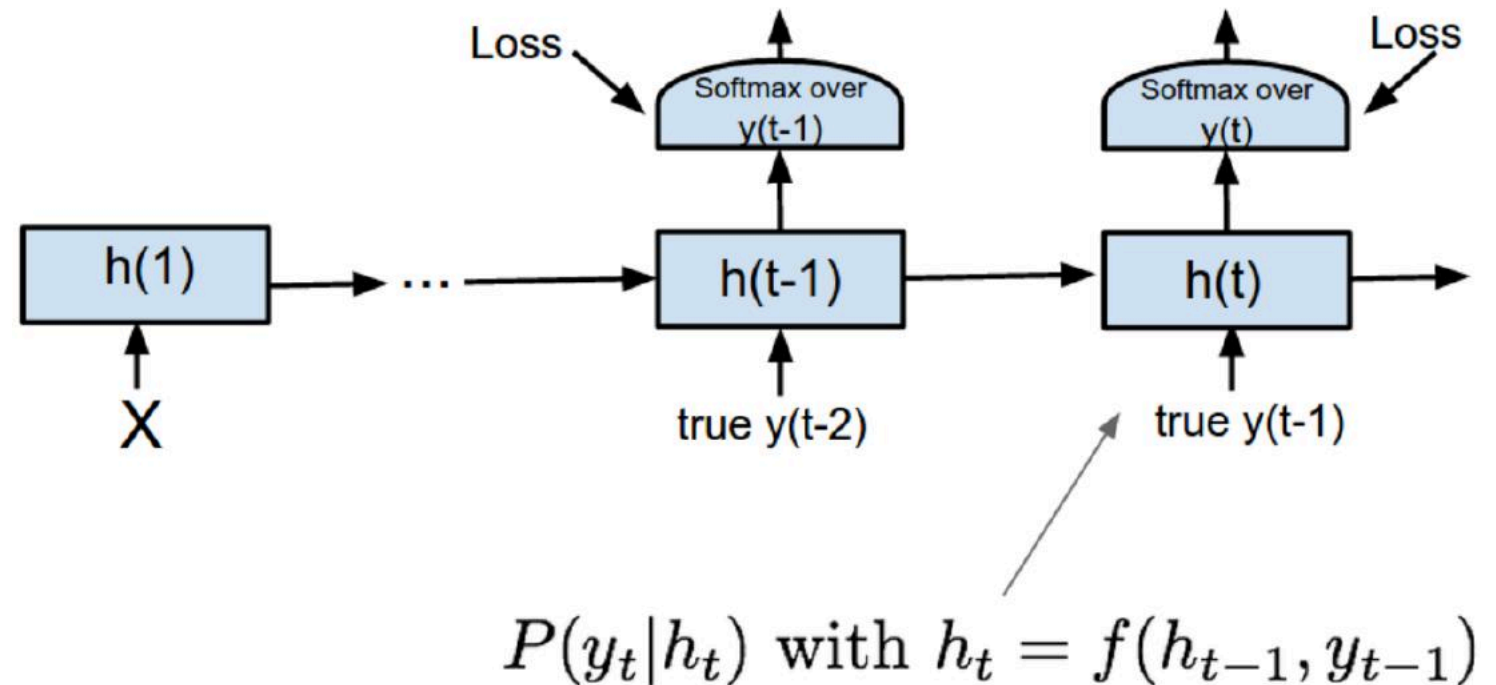 Loss
Loss
Softmax over
y(t-1)
Softmax over
y(t)
h(1)
...
h(t-1)
h(t)
X
true y(t-2)
true y(t-1)
P(y_t|h_t) with h_t = f(h_{t-1}, y_{t-1})